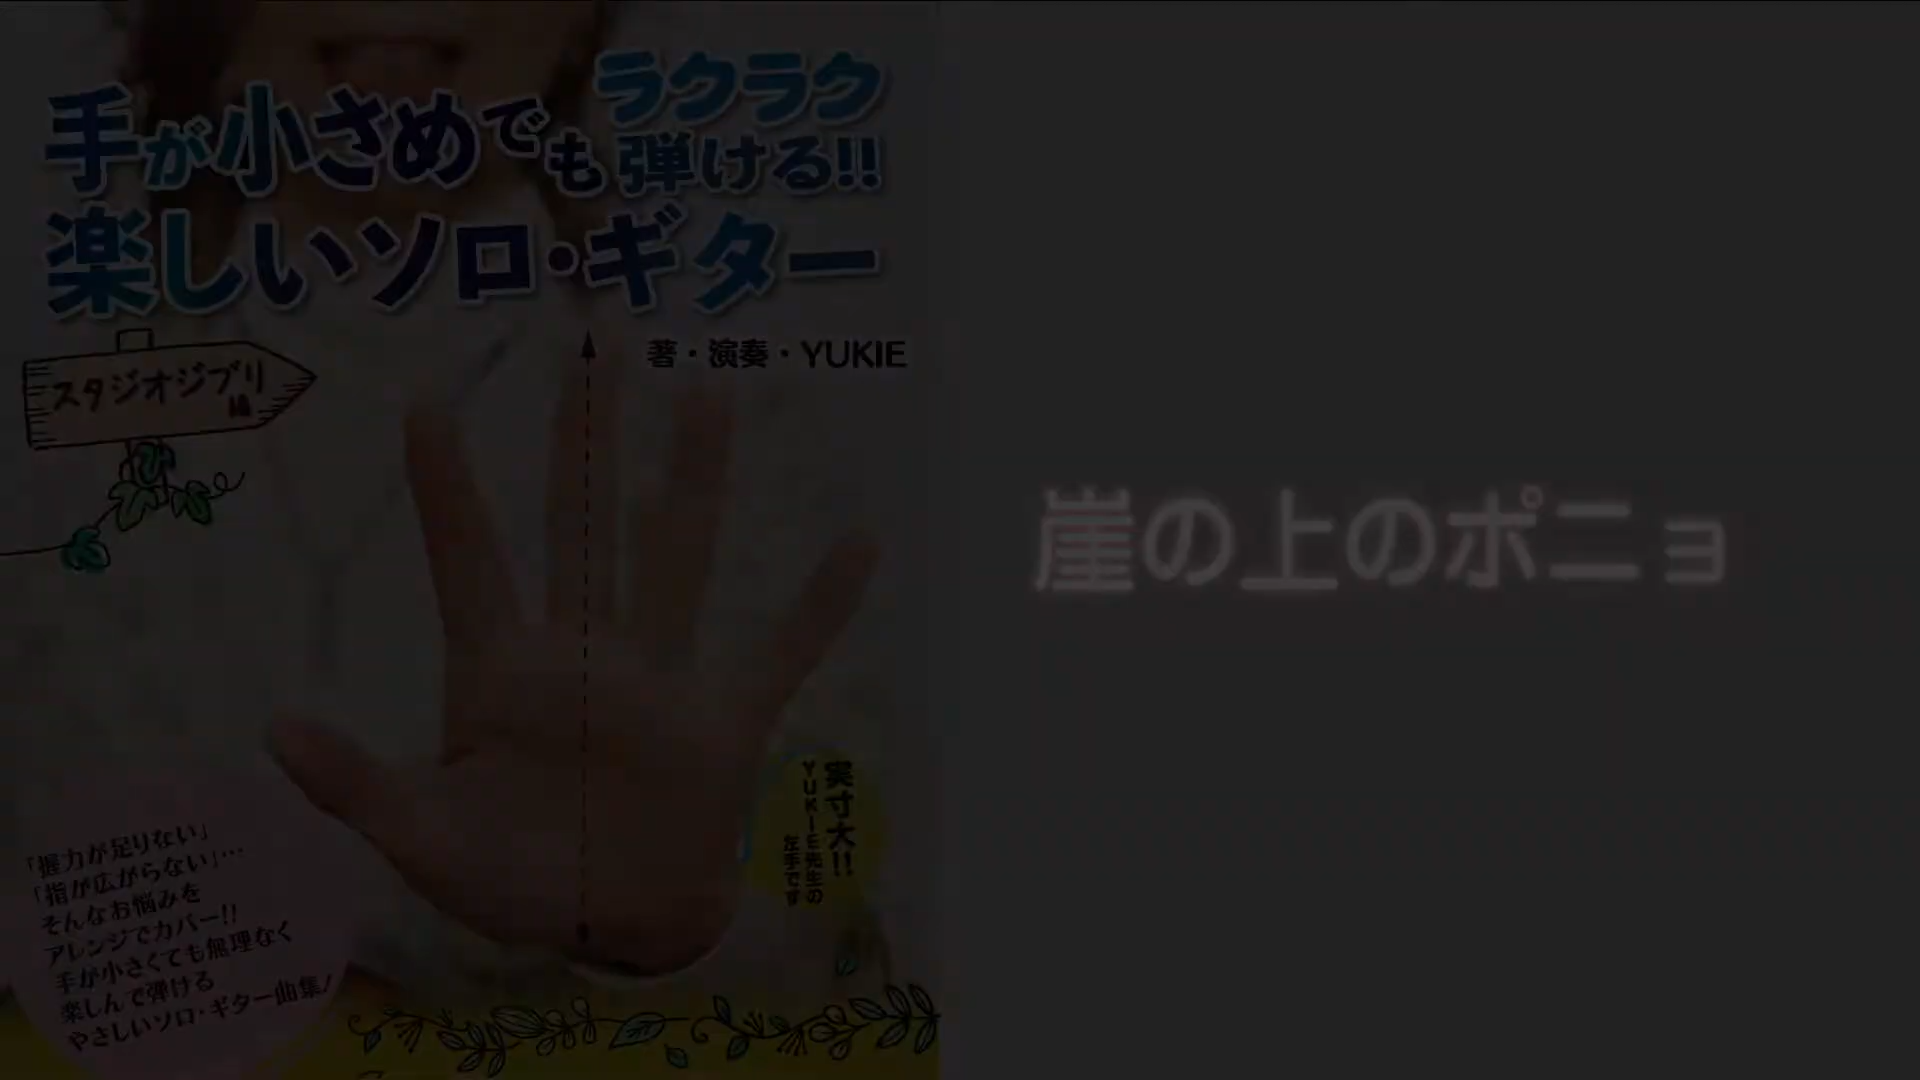 手が小さめでもラクラク弾ける!!
楽しいソロ・ギター
著・演奏・YUKIE
スタジオジブリ
編
崖の上のポニョ
実寸大!!
YUKIE先生の
左手です
「握力が足りない」
「指が広がらない」…
そんなお悩みを
アレンジでカバー!!
手が小さくても無理なく
楽しんで弾ける
やさしいソロ・ギター曲集!